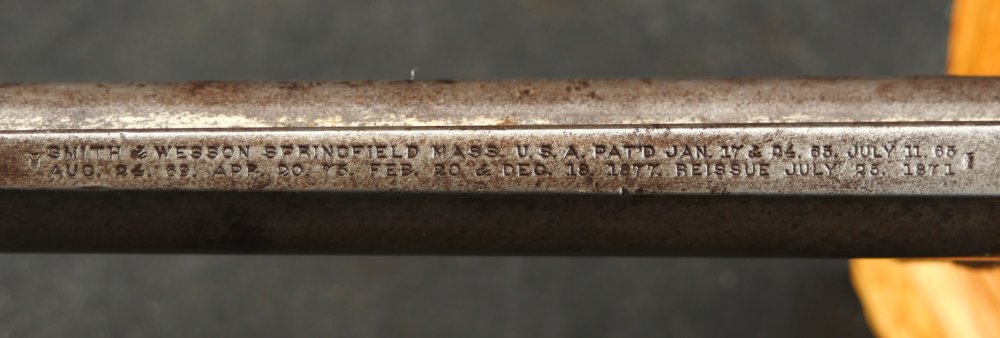 SMITH & WESSON SPRINGFIELD MASS. U.S.A. PAT'D JAN. 17 & 24. 65. JULY 11. 65
AUG. 24. 69. APR. 20. 75. FEB. 20 & DEC. 18. 1877. REISSUE JULY 25. 1871